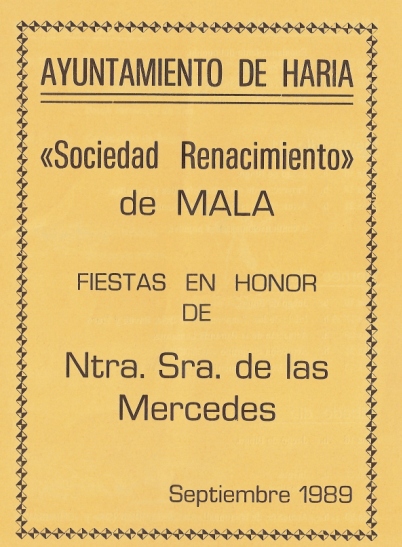 AYUNTAMIENTO DE HARIA
«Sociedad Renacimiento»
de MALA
FIESTAS EN HONOR
DE
Ntra. Sra. de las
Mercedes
Septiembre 1989